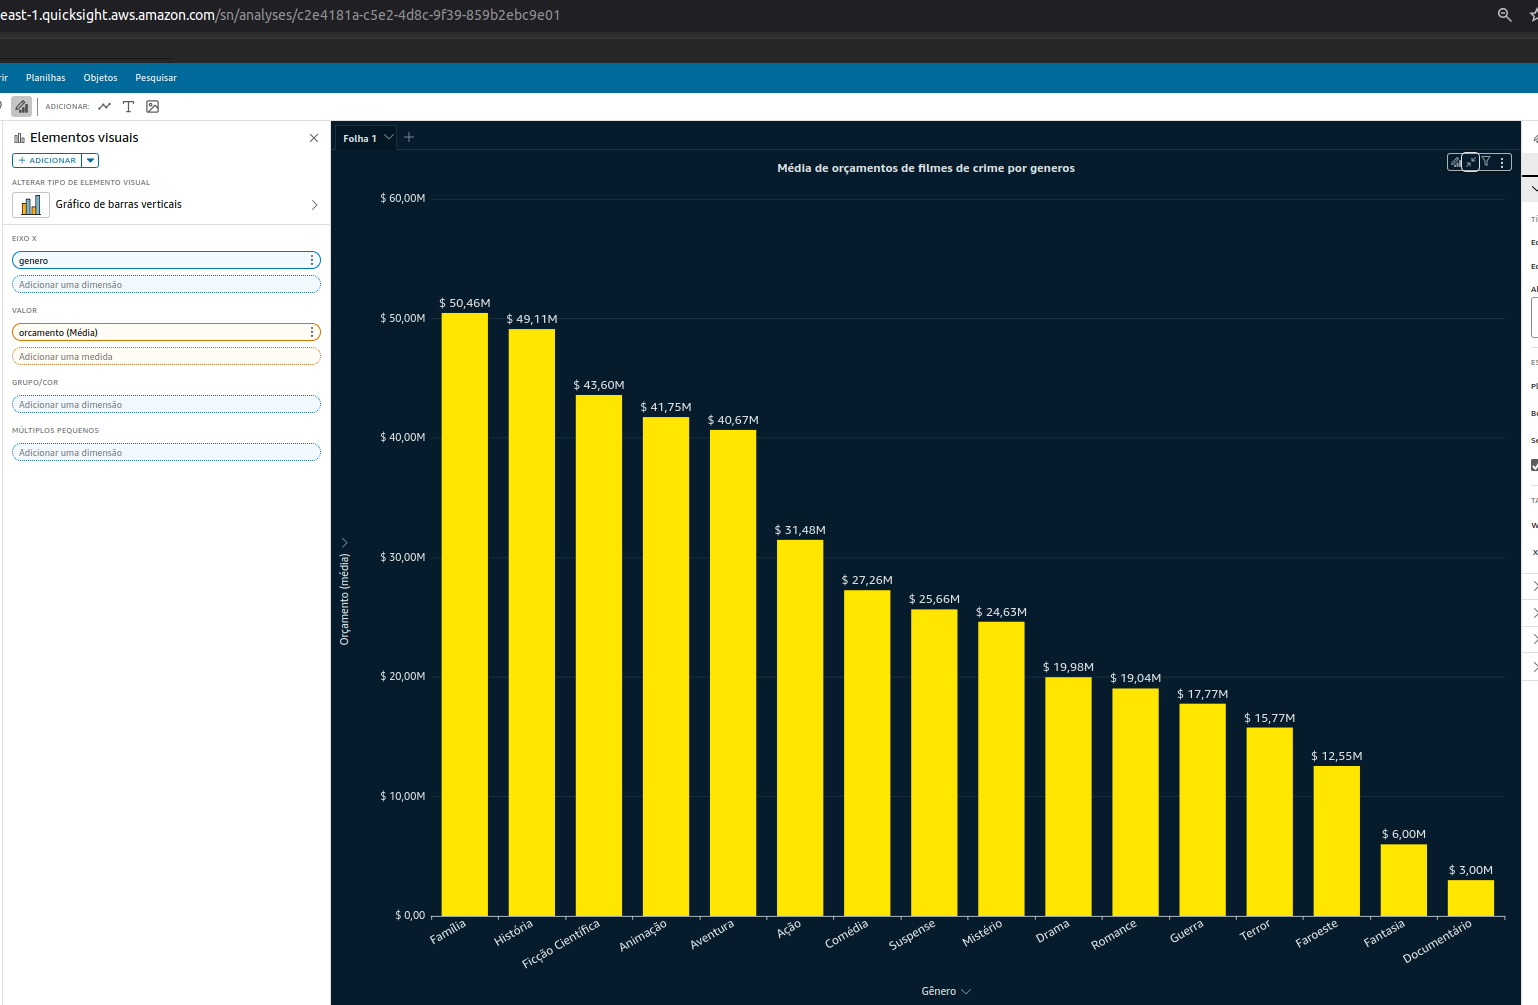 east-1.quicksight.aws.amazon.com/sn/analyses/c2e4181a-c5e2-4d8c-9f39-859b2ebc9e01
rir Planilhas Objetos Pesquisar
ADICIONAR:
Elementos visuais
+ ADICIONAR
ALTERAR TIPO DE ELEMENTO VISUAL
Gráfico de barras verticais
EIXO X
genero
Adicionar uma dimensão
VALOR
orcamento (Média)
Adicionar uma medida
GRUPO/COR
Adicionar uma dimensão
MÚLTIPLOS PEQUENOS
Adicionar uma dimensão
Folha 1
Média de orçamentos de filmes de crime por generos
Orçamento (média)
$ 60,00M
$ 50,00M
$ 40,00M
$ 30,00M
$ 20,00M
$ 10,00M
$ 0,00
$ 50,46M
$ 49,11M
$ 43,60M
$ 41,75M
$ 40,67M
$ 31,48M
$ 27,26M
$ 25,66M
$ 24,63M
$ 19,98M
$ 19,04M
$ 17,77M
$ 15,77M
$ 12,55M
$ 6,00M
$ 3,00M
Família
História
Ficção Científica
Animação
Aventura
Ação
Comédia
Suspense
Mistério
Drama
Romance
Guerra
Terror
Faroeste
Fantasia
Documentário
Gênero